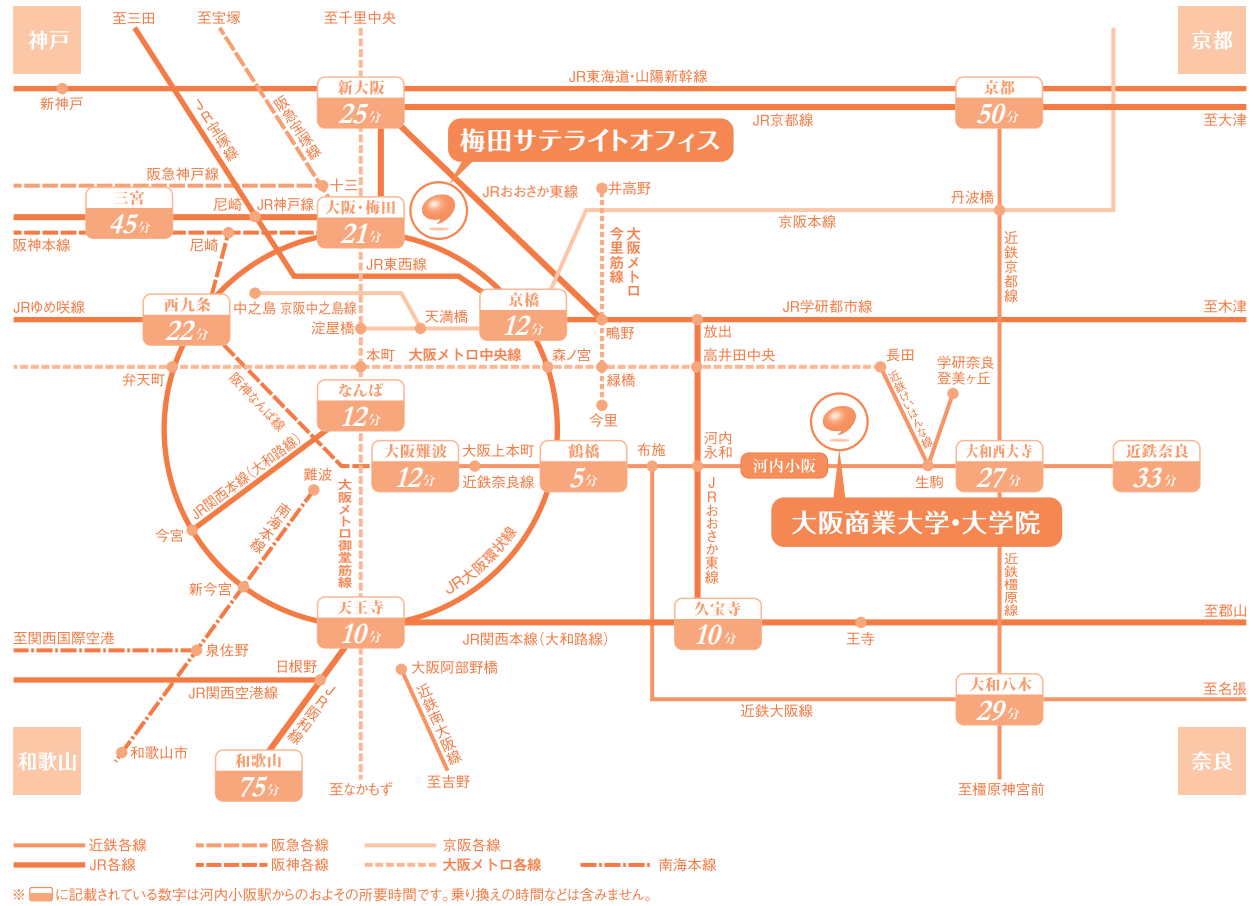 神戸
至三田
至宝塚
至千里中央
京都
新神戸
JR東海道・山陽新幹線
新大阪
25分
京都
50分
JR京都線
至大津
JR宝塚線
阪急宝塚線
梅田サテライトオフィス
阪急神戸線
十三
JRおおさか東線
井高野
丹波橋
京阪本線
三宮
45分
尼崎
JR神戸線
大阪・梅田
21分
阪神本線
尼崎
大阪メトロ
今里筋線
近鉄京都線
JR東西線
JRゆめ咲線
西九条
22分
中之島
京阪中之島線
淀屋橋
天満橋
京橋
12分
鴫野
JR学研都市線
放出
至木津
弁天町
本町
大阪メトロ中央線
森ノ宮
緑橋
高井田中央
長田
学研奈良
登美ヶ丘
阪神なんば線
なんば
12分
今里
近鉄けいはんな線
JR関西本線(大和路線)
難波
大阪難波
12分
大阪上本町
近鉄奈良線
鶴橋
5分
布施
河内
永和
河内小阪
生駒
大和西大寺
27分
近鉄奈良
33分
大阪商業大学・大学院
今宮
南海本線
大阪メトロ御堂筋線
JR大阪環状線
JRおおさか東線
近鉄橿原線
新今宮
天王寺
10分
JR関西本線(大和路線)
久宝寺
10分
王寺
至郡山
至関西国際空港
泉佐野
日根野
JR関西空港線
大阪阿部野橋
近鉄南大阪線
JR阪和線
近鉄大阪線
大和八木
29分
至名張
和歌山
和歌山市
和歌山
75分
至なかもず
至吉野
至橿原神宮前
奈良
近鉄各線
阪急各線
京阪各線
JR各線
阪神各線
大阪メトロ各線
南海本線
※ に記載されている数字は河内小阪駅からのおよその所要時間です。乗り換えの時間などは含みません。